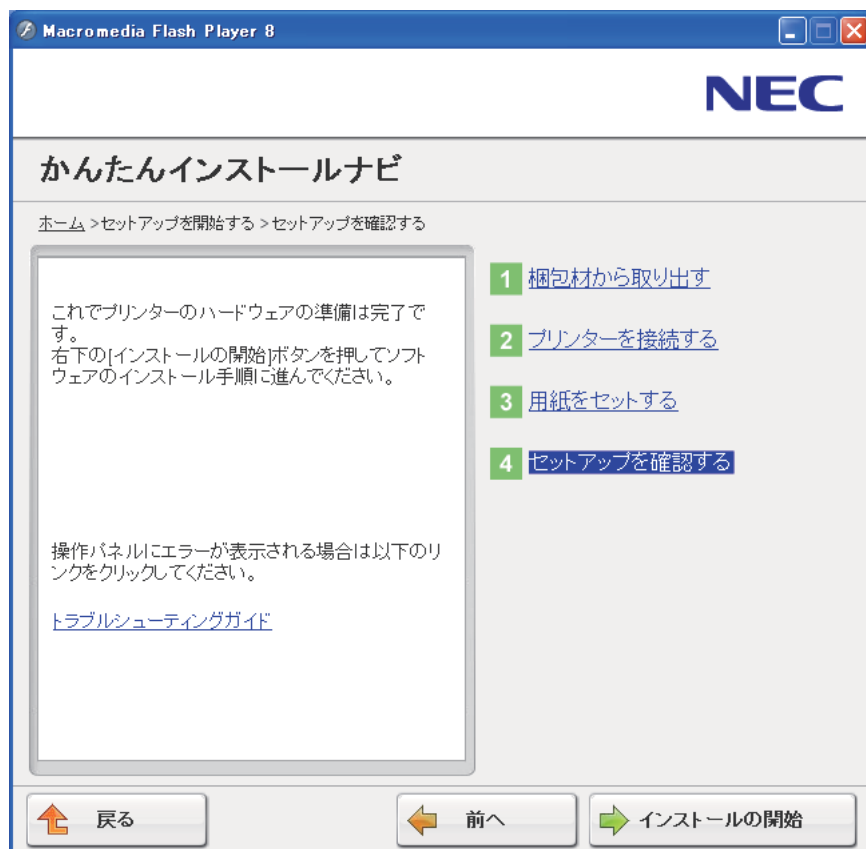 Macromedia Flash Player 8
NEC
かんたんインストールナビ
ホーム >セットアップを開始する >セットアップを確認する
これでプリンターのハードウェアの準備は完了で
す。
右下の[インストールの開始]ボタンを押してソフト
ウェアのインストール手順に進んでください。
操作パネルにエラーが表示される場合は以下のリ
ンクをクリックしてください。
トラブルシューティングガイド
1 梱包材から取り出す
2 プリンターを接続する
3 用紙をセットする
4 セットアップを確認する
戻る
前へ
インストールの開始